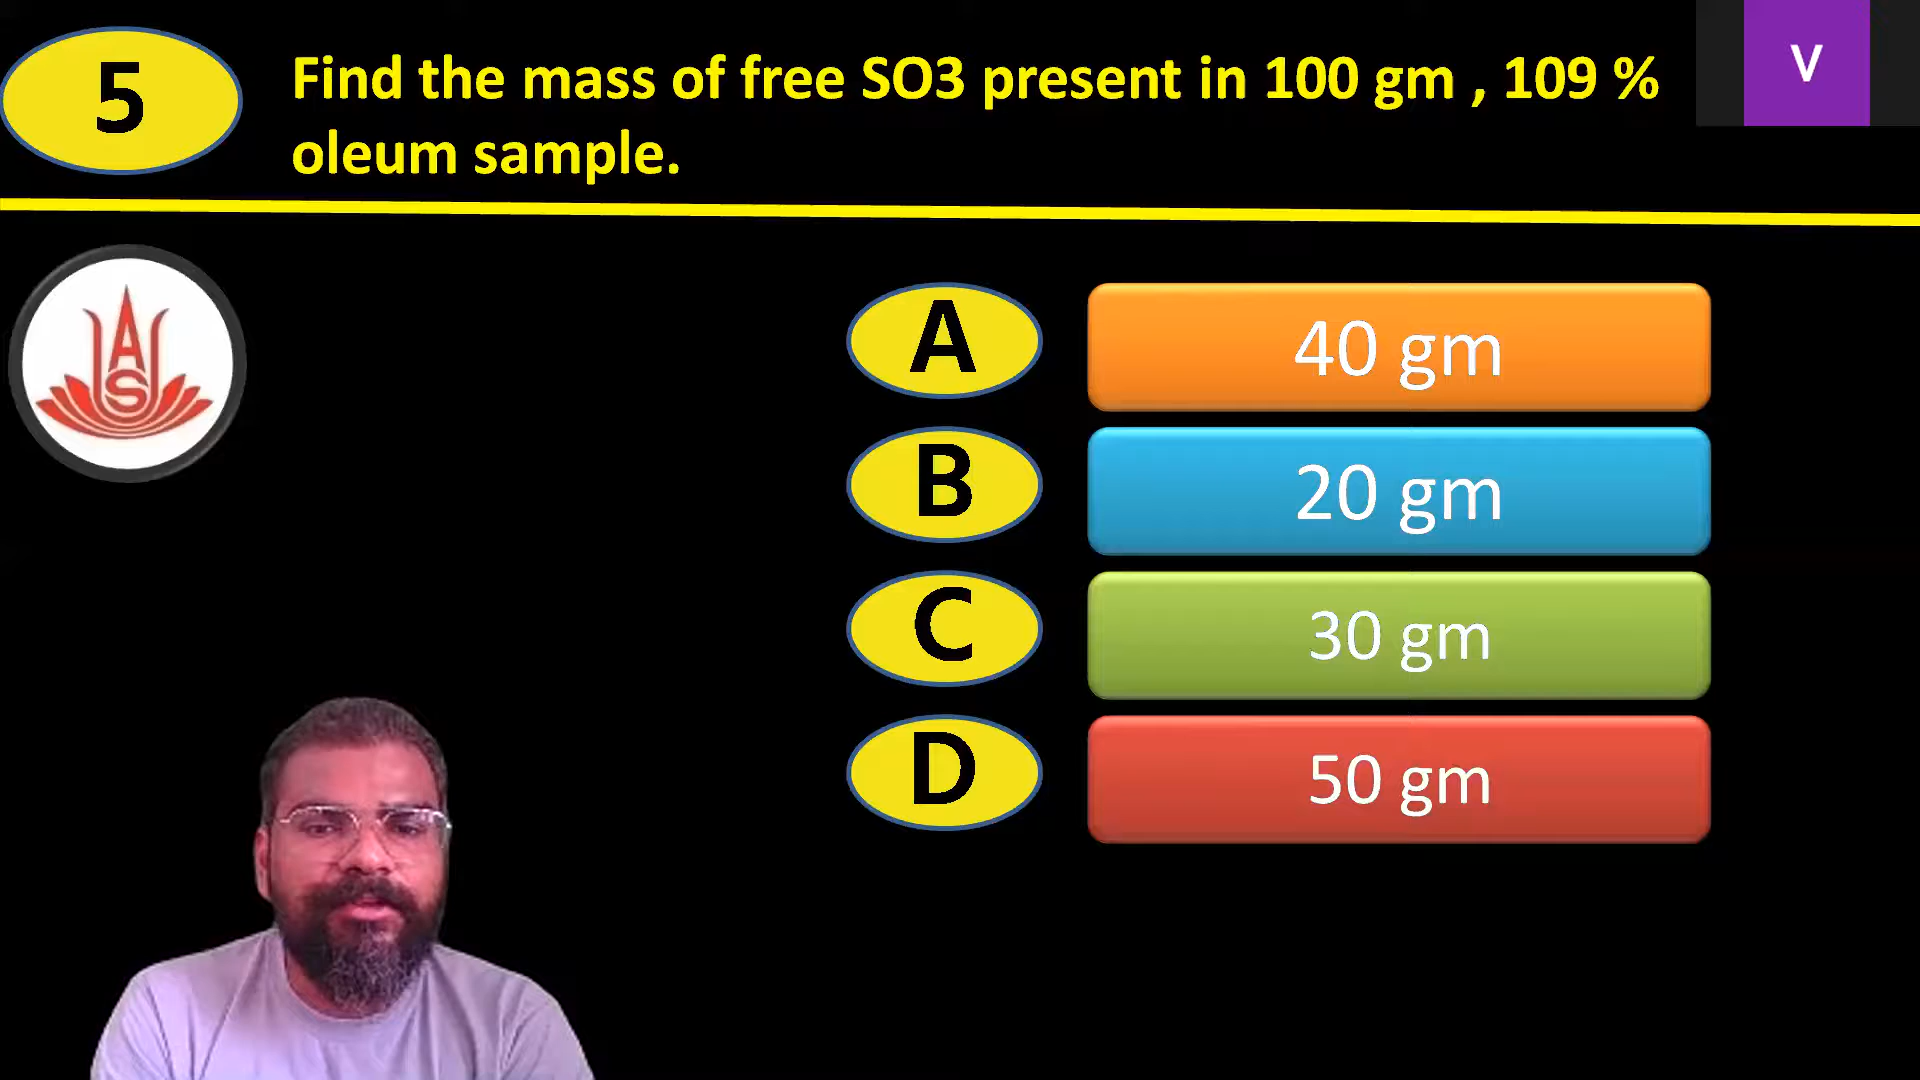 5
Find the mass of free SO3 present in 100 gm , 109 %
oleum sample.
V
AS
A
40 gm
B
20 gm
C
30 gm
D
50 gm